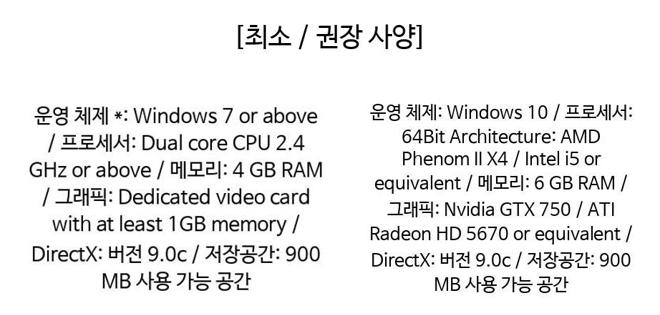 [최소 / 권장 사양]
운영 체제 *: Windows 7 or above
/ 프로세서: Dual core CPU 2.4
GHz or above / 메모리: 4 GB RAM
/ 그래픽: Dedicated video card
with at least 1GB memory /
DirectX: 버전 9.0c / 저장공간: 900
MB 사용 가능 공간
운영 체제: Windows 10 / 프로세서:
64Bit Architecture: AMD
Phenom II X4 / Intel i5 or
equivalent / 메모리: 6 GB RAM /
그래픽: Nvidia GTX 750 / ATI
Radeon HD 5670 or equivalent /
DirectX: 버전 9.0c / 저장공간: 900
MB 사용 가능 공간